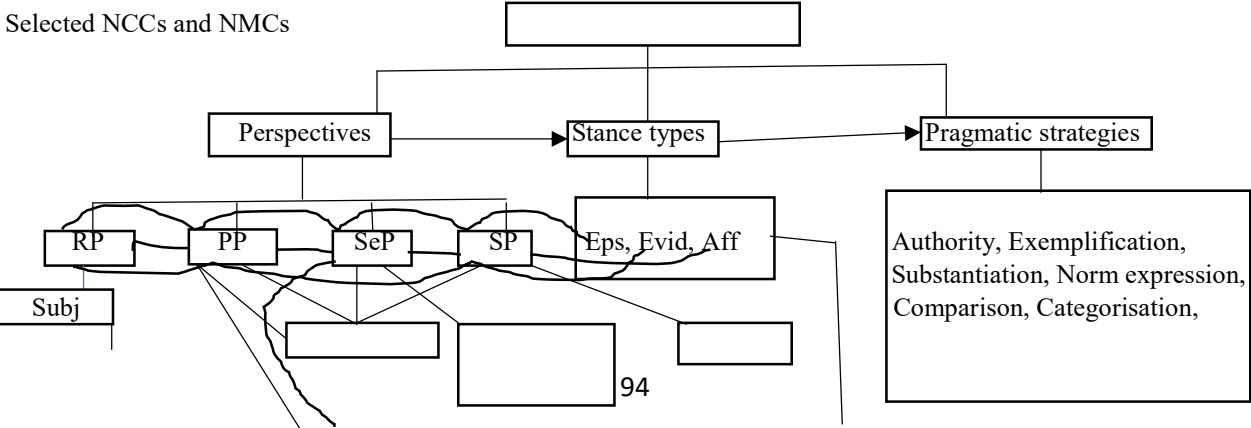 Selected NCCs and NMCs
Perspectives
Stance types
Pragmatic strategies
RP
PP
SeP
SP
Eps, Evid, Aff
Authority, Exemplification,
Substantiation, Norm expression,
Comparison, Categorisation,
Subj
94